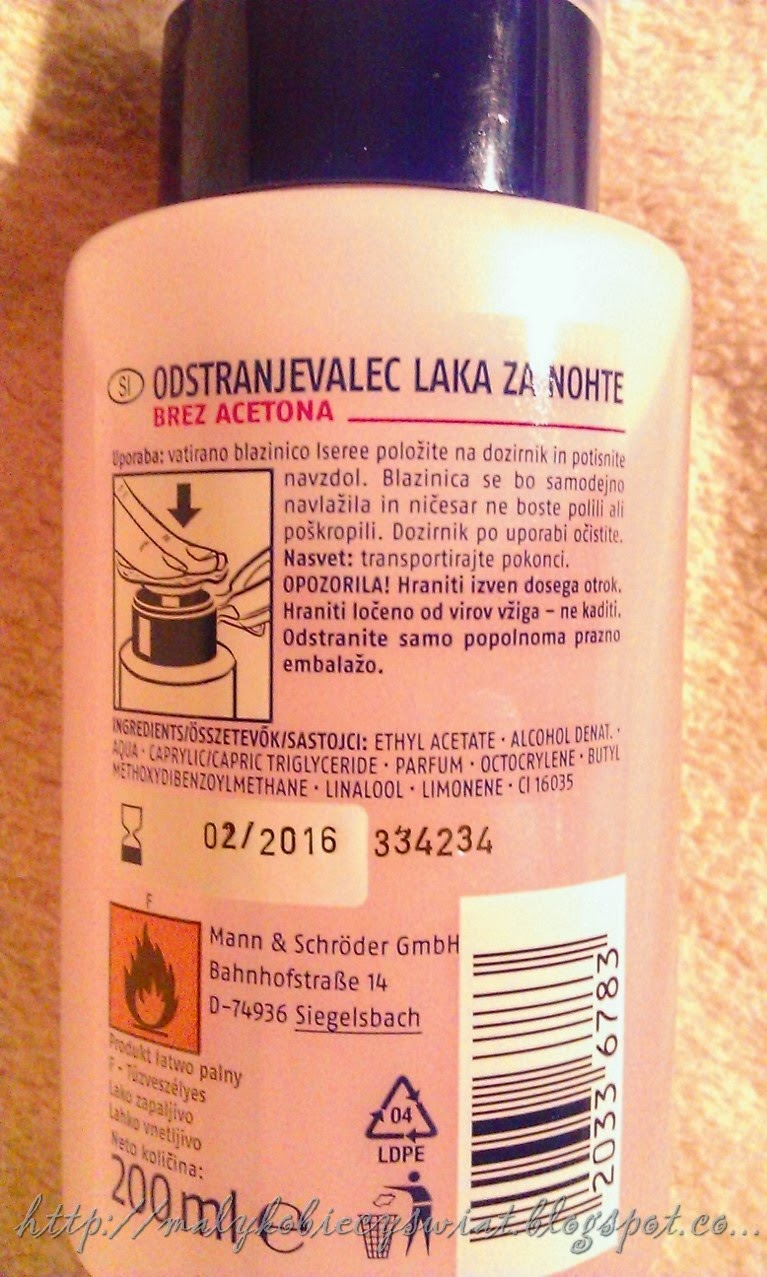 SI
ODSTRANJEVALEC LAKA ZA NOHTE
BREZ ACETONA
Uporaba: vatirano blazinico Iseree položite na dozirnik in potisnite
navzdol. Blazinica se bo samodejno
navlažila in ničesar ne boste polili ali
poškropili. Dozirnik po uporabi očistite.
Nasvet: transportirajte pokonci.
OPOZORILA! Hraniti izven dosega otrok.
Hraniti ločeno od virov vžiga – ne kaditi.
Odstranite samo popolnoma prazno
embalažo.
INGREDIENTS/ÖSSZETEVŐK/SASTOJCI: ETHYL ACETATE · ALCOHOL DENAT. ·
AQUA · CAPRYLIC/CAPRIC TRIGLYCERIDE · PARFUM · OCTOCRYLENE · BUTYL
METHOXYDIBENZOYLMETHANE · LINALOOL · LIMONENE · CI 16035
02/2016 334234
F
Mann & Schröder GmbH
Bahnhofstraße 14
D-74936 Siegelsbach
Produkt łatwo palny
F - Tűzveszélyes
Lako zapaljivo
Lahko vnetljivo
Neto količina:
200 ml e
04
LDPE
2033 6783
http://malykobiecyswiat.blogspot.co...